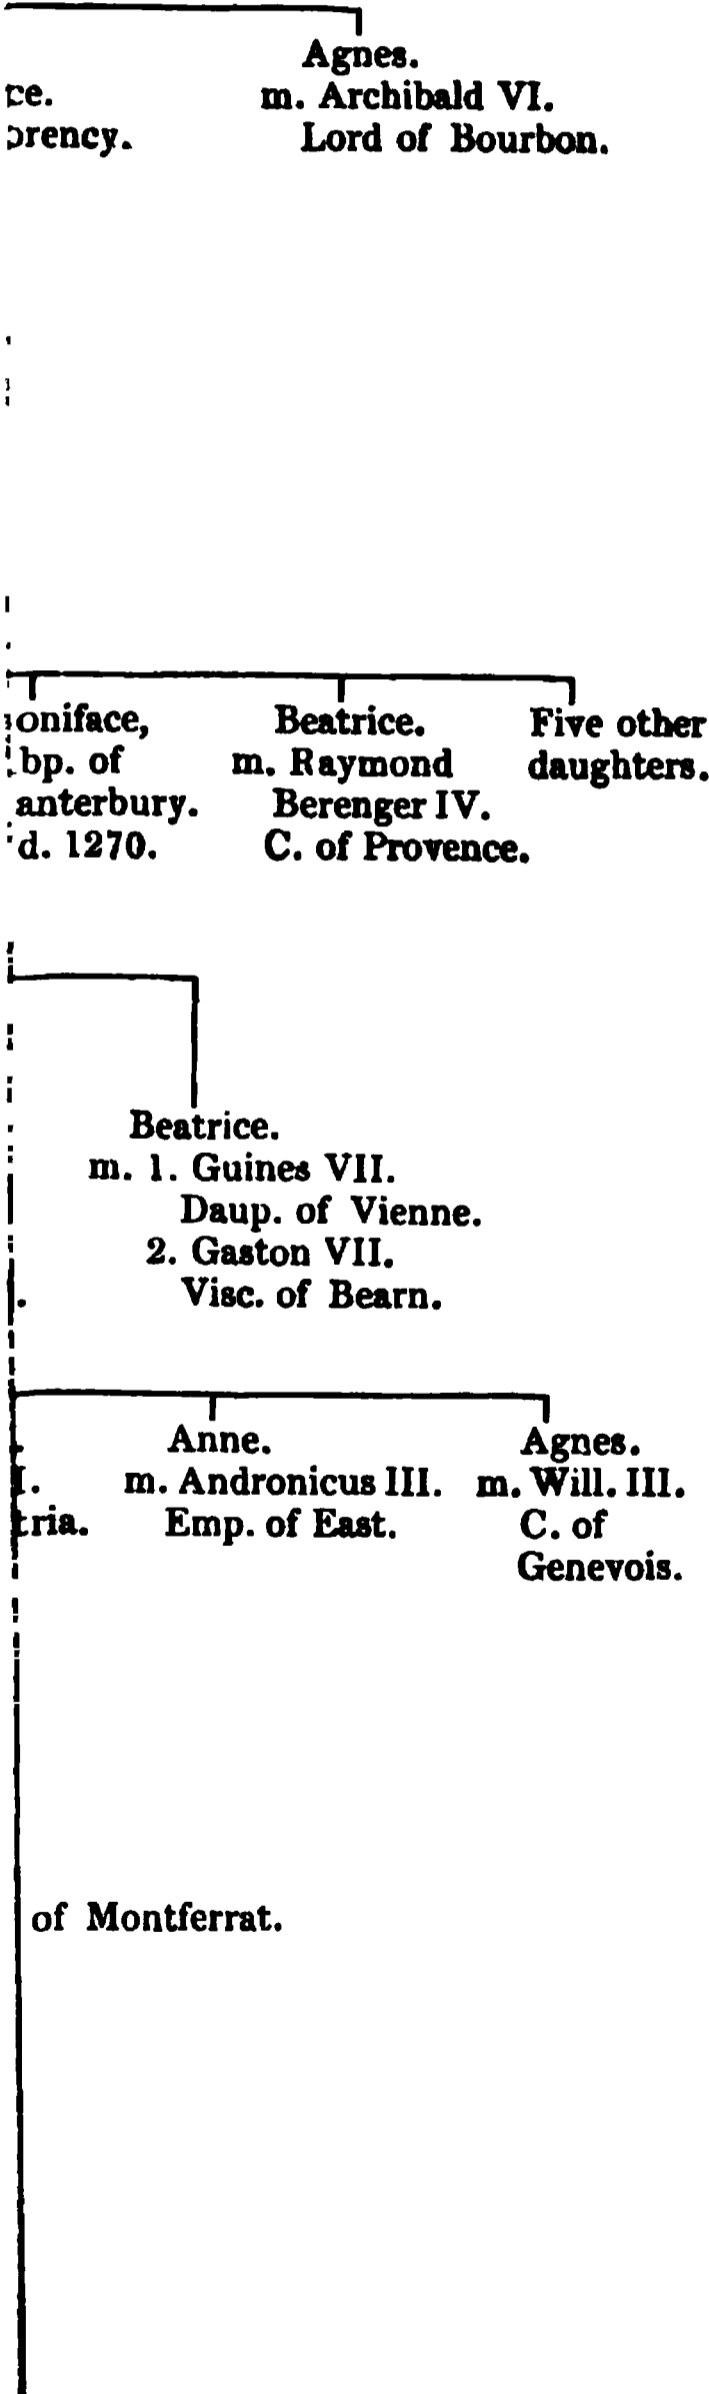 Agnes.
m. Archibald VI.
Lord of Bourbon.
ce.
orency.
oniface,
bp. of
anterbury.
d. 1270.
Beatrice.
m. Raymond
Berenger IV.
C. of Provence.
Five other
daughters.
Beatrice.
m. 1. Guines VII.
Daup. of Vienne.
2. Gaston VII.
Visc. of Bearn.
I.
tria.
Anne.
m. Andronicus III.
Emp. of East.
Agnes.
m. Will. III.
C. of
Genevois.
of Montferrat.